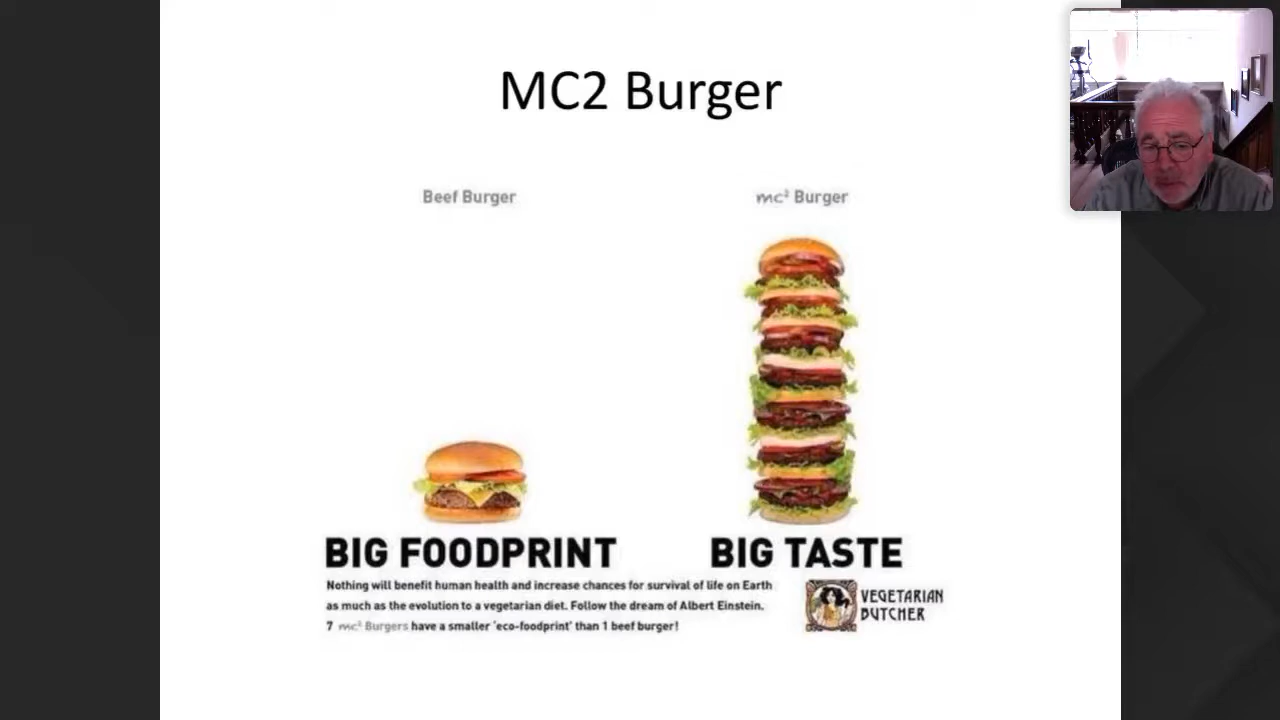 MC2 Burger
Beef Burger
mc² Burger
BIG FOODPRINT
BIG TASTE
Nothing will benefit human health and increase chances for survival of life on Earth
as much as the evolution to a vegetarian diet. Follow the dream of Albert Einstein.
7 mc² Burgers have a smaller 'eco-foodprint' than 1 beef burger!
VEGETARIAN
BUTCHER